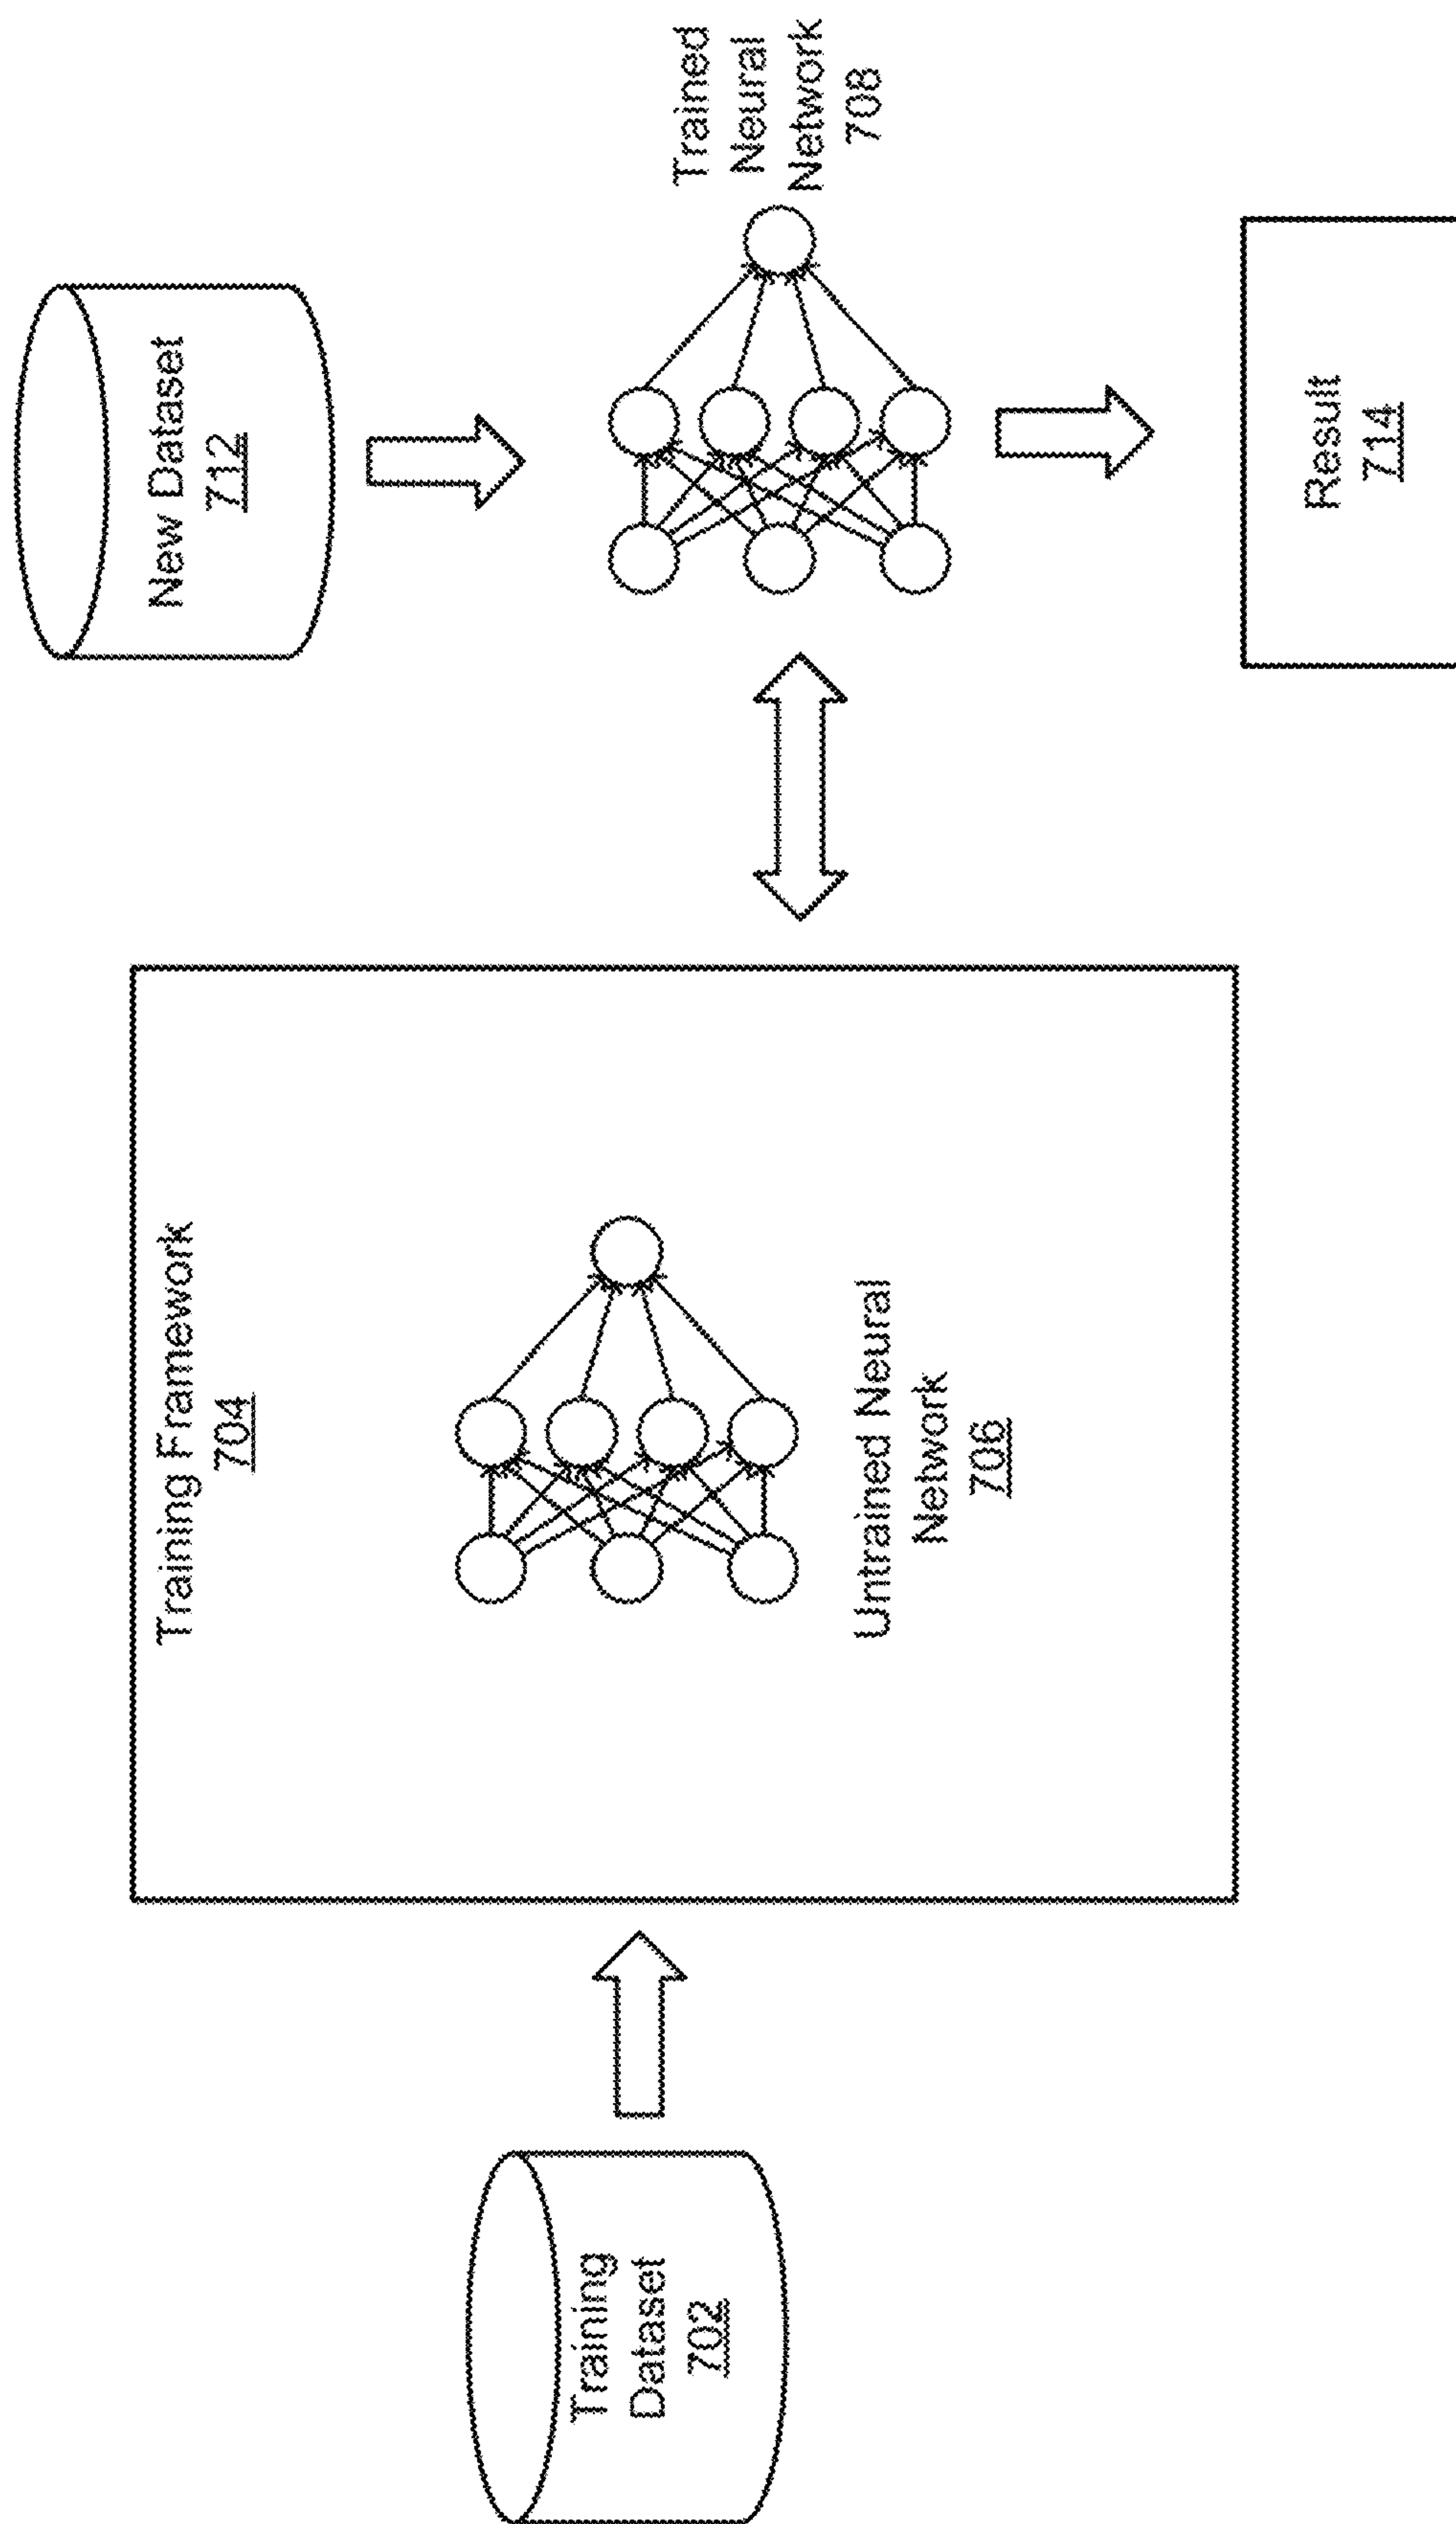 Training
Dataset
702
Training Framework
704
Untrained Neural
Network
706
New Dataset
712
Trained
Neural
Network
708
Result
714